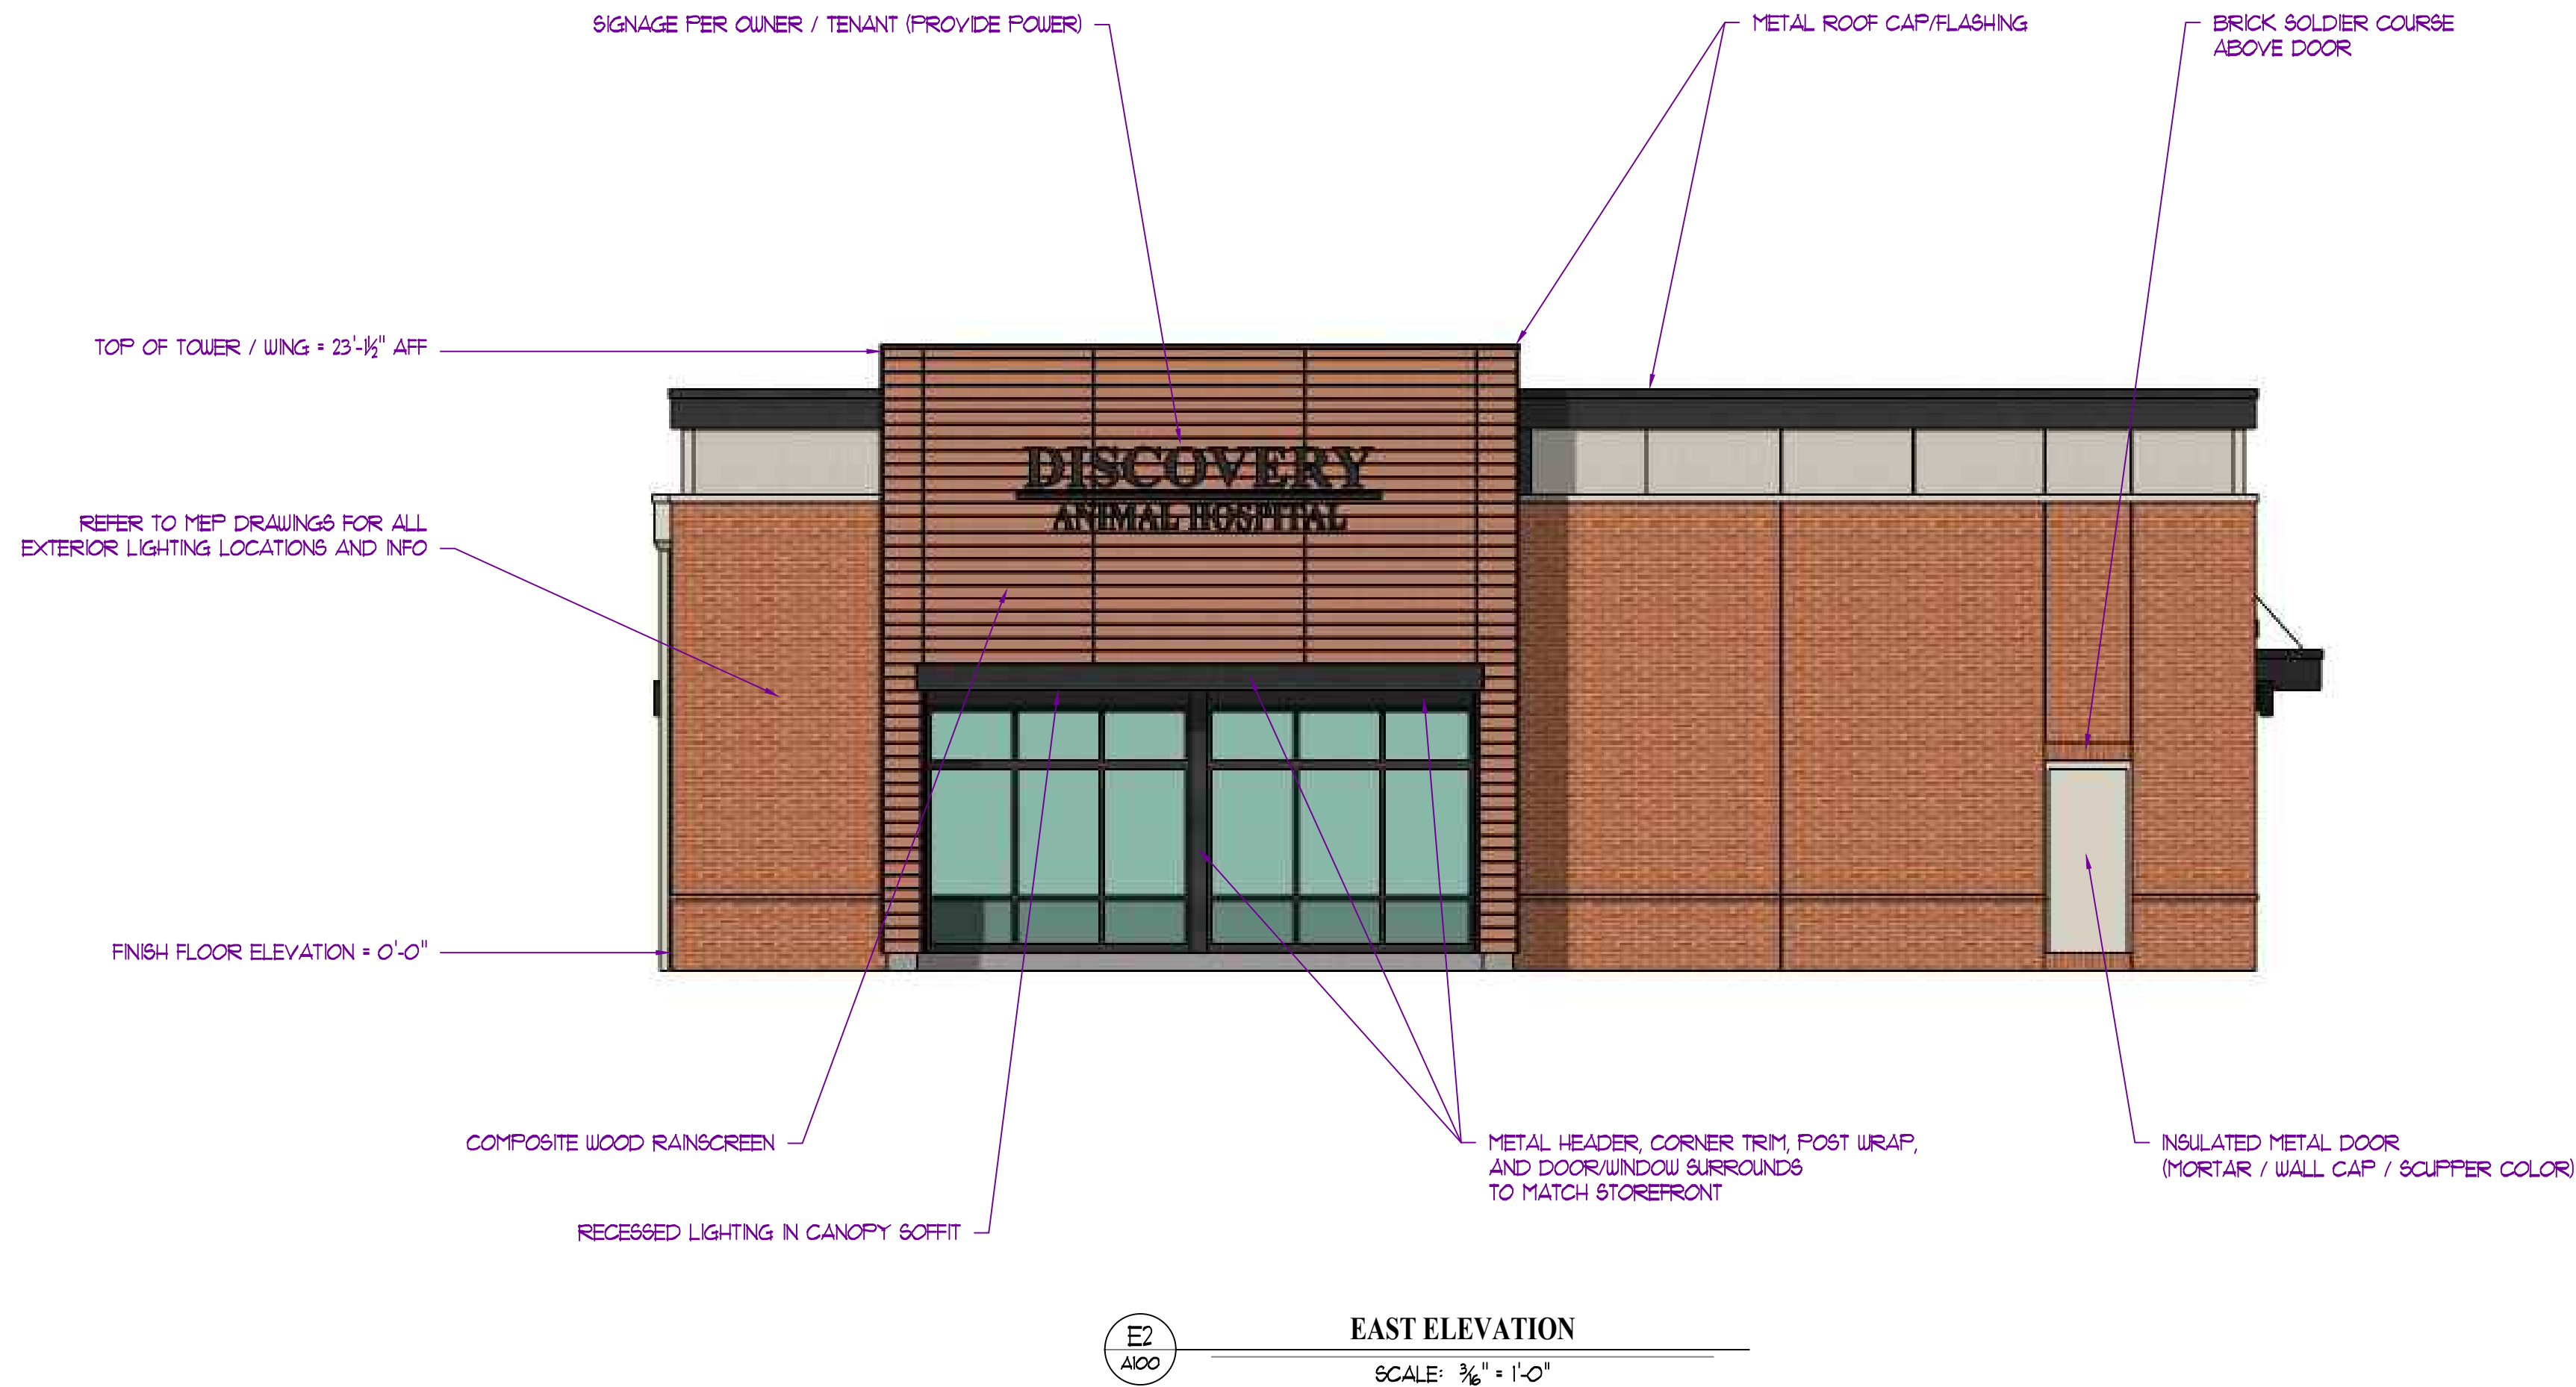 SIGNAGE PER OWNER / TENANT (PROVIDE POWER)
METAL ROOF CAP/FLASHING
BRICK SOLDIER COURSE
ABOVE DOOR
TOP OF TOWER / WING = 23'-1½" AFF
DISCOVERY
ANIMAL HOSPITAL
REFER TO MEP DRAWINGS FOR ALL
EXTERIOR LIGHTING LOCATIONS AND INFO
FINISH FLOOR ELEVATION = 0'-0"
COMPOSITE WOOD RAINSCREEN
METAL HEADER, CORNER TRIM, POST WRAP,
AND DOOR/WINDOW SURROUNDS
TO MATCH STOREFRONT
INSULATED METAL DOOR
(MORTAR / WALL CAP / SCUPPER COLOR)
RECESSED LIGHTING IN CANOPY SOFFIT
E2
A100
EAST ELEVATION
SCALE: 3/16" = 1'-0"